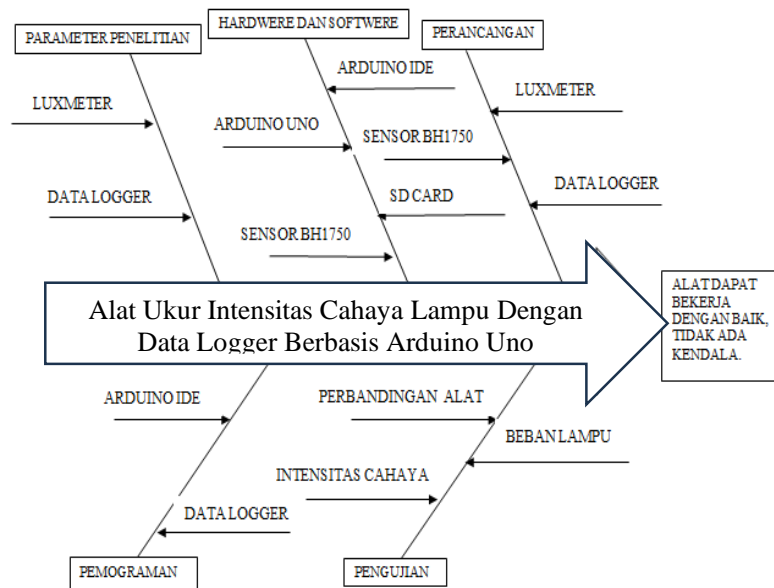 HARDWERE DAN SOFTWERE
PARAMETER PENELITIAN
PERANCANGAN
ARDUINO IDE
LUXMETER
LUXMETER
ARDUINO UNO
SENSOR BH1750
DATA LOGGER
DATA LOGGER
SD CARD
SENSOR BH1750
Alat Ukur Intensitas Cahaya Lampu Dengan
Data Logger Berbasis Arduino Uno
ALAT DAPAT
BEKERJA
DENGAN BAIK,
TIDAK ADA
KENDALA.
ARDUINO IDE
PERBANDINGAN ALAT
BEBAN LAMPU
INTENSITAS CAHAYA
DATA LOGGER
PEMOGRAMAN
PENGUJIAN